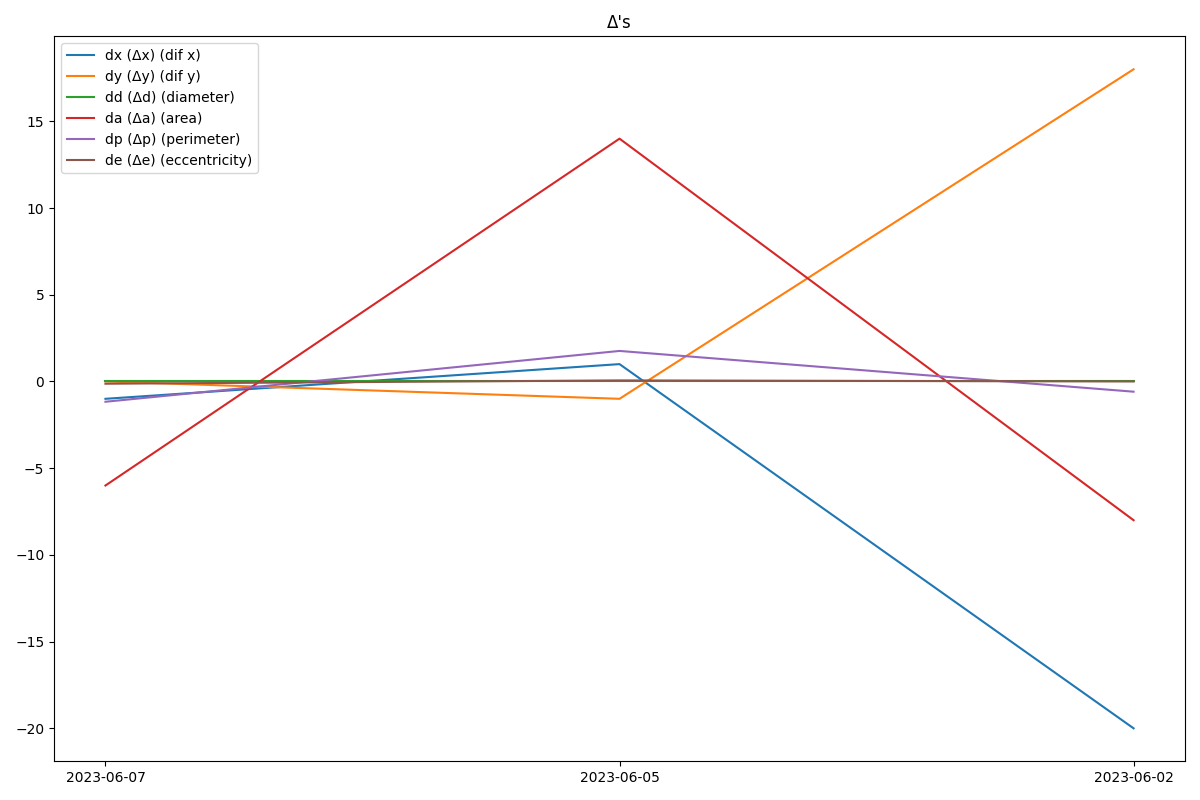 Δ's
dx (Δx) (dif x)
dy (Δy) (dif y)
dd (Δd) (diameter)
da (Δa) (area)
dp (Δp) (perimeter)
de (Δe) (eccentricity)
15
10
5
0
−5
−10
−15
−20
2023-06-07 2023-06-05 2023-06-02